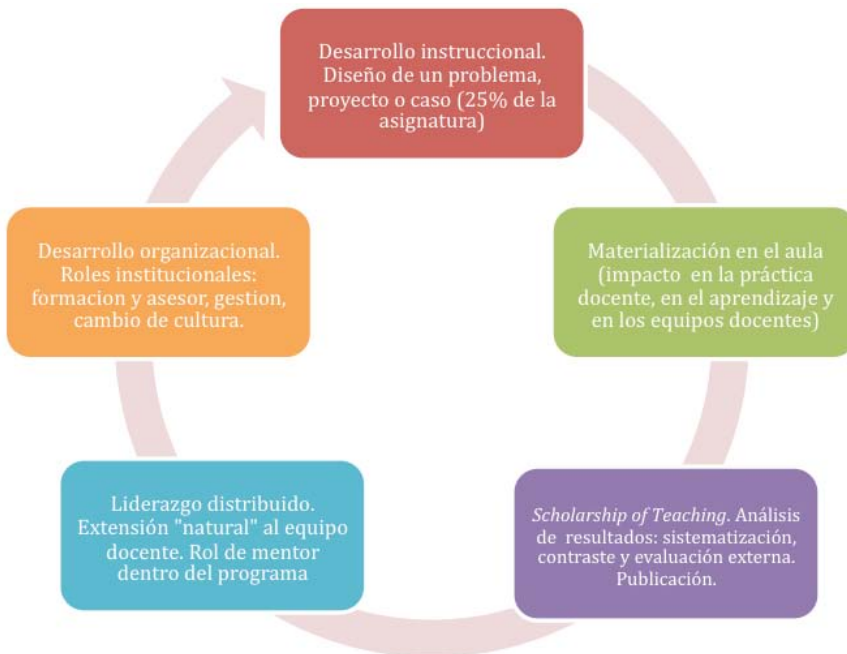 Desarrollo instruccional.
Diseño de un problema,
proyecto o caso (25% de la
asignatura)
Materialización en el aula
(impacto en la práctica
docente, en el aprendizaje y
en los equipos docentes)
Scholarship of Teaching. Análisis
de resultados: sistematización,
contraste y evaluación externa.
Publicación.
Liderazgo distribuido.
Extensión "natural" al equipo
docente. Rol de mentor
dentro del programa
Desarrollo organizacional.
Roles institucionales:
formacion y asesor, gestion,
cambio de cultura.